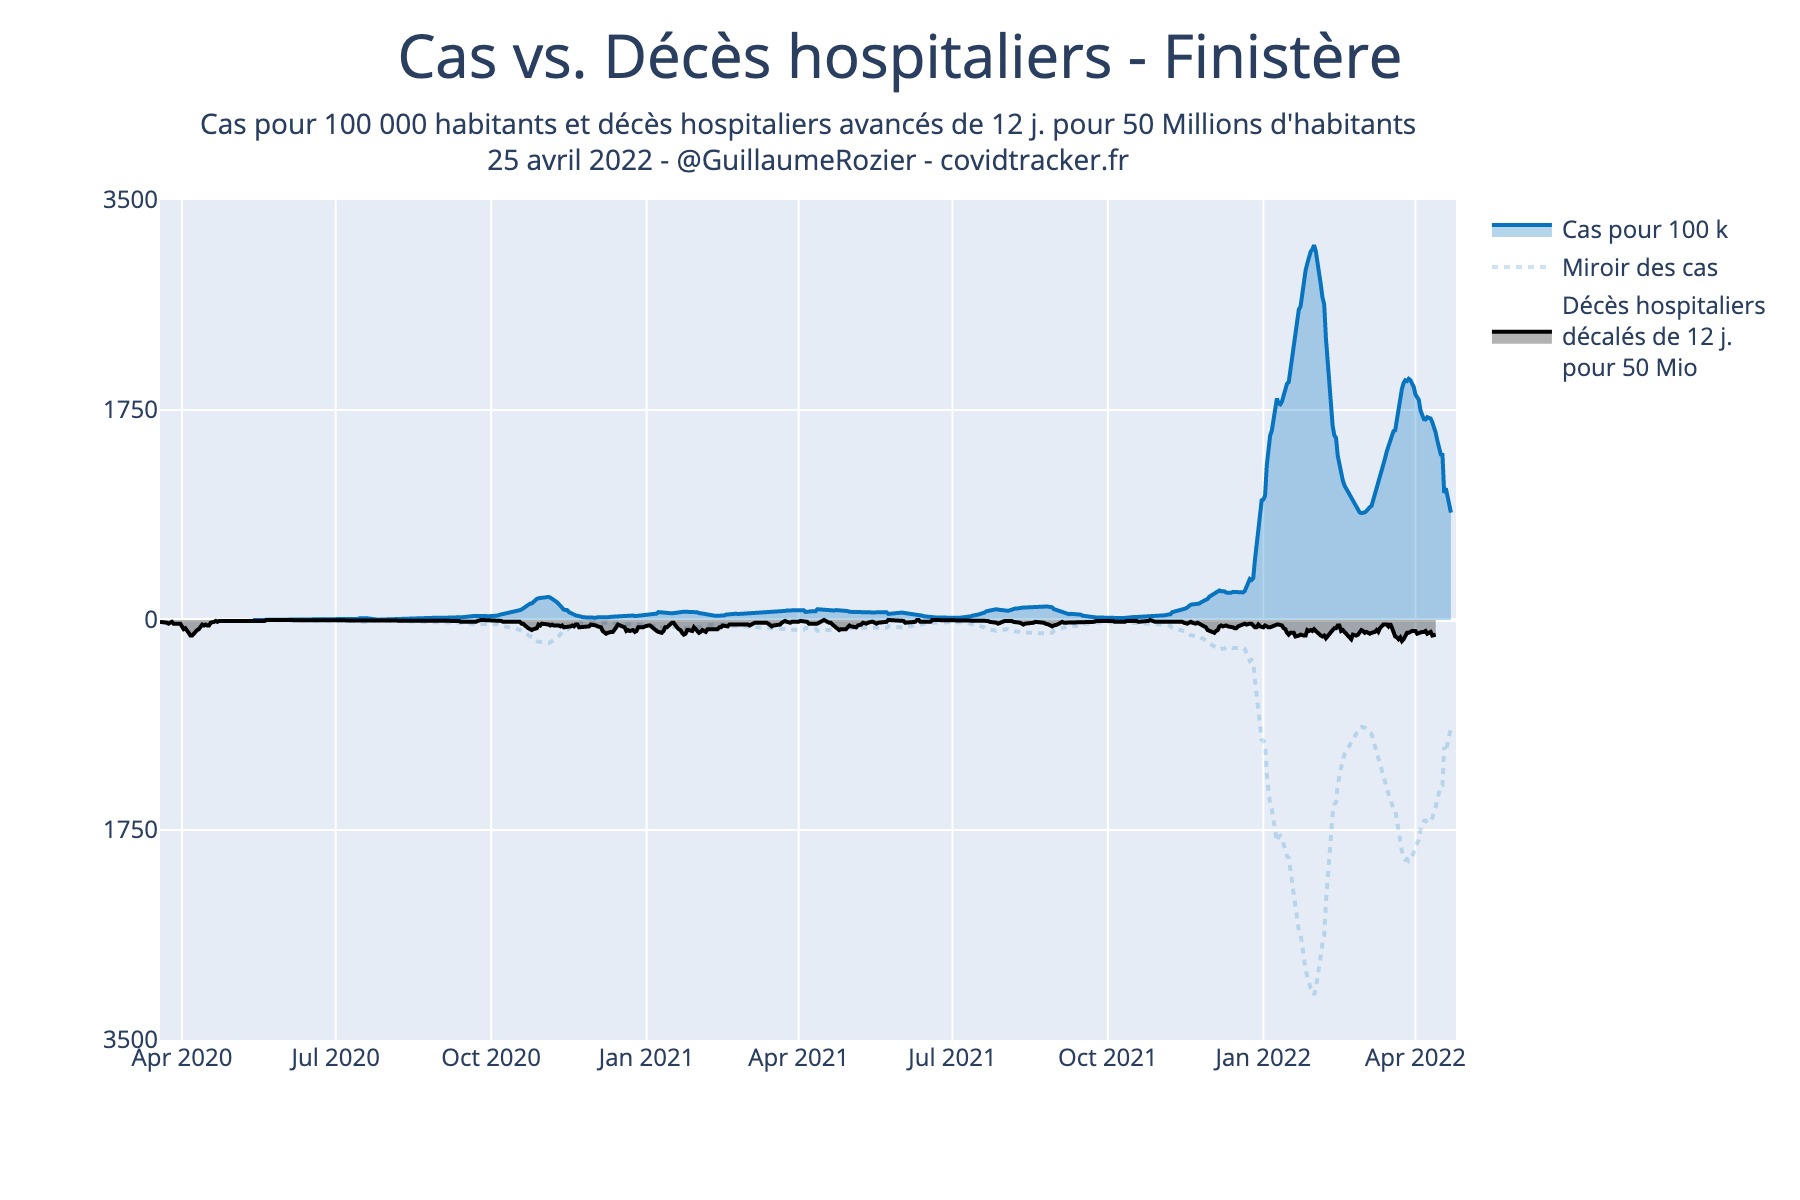 Cas vs. Décès hospitaliers - Finistère
Cas pour 100 000 habitants et décès hospitaliers avancés de 12 j. pour 50 Millions d'habitants
25 avril 2022 - @GuillaumeRozier - covidtracker.fr
3500
1750
0
1750
3500
Apr 2020
Jul 2020
Oct 2020
Jan 2021
Apr 2021
Jul 2021
Oct 2021
Jan 2022
Apr 2022
Cas pour 100 k
Miroir des cas
Décès hospitaliers
décalés de 12 j.
pour 50 Mio